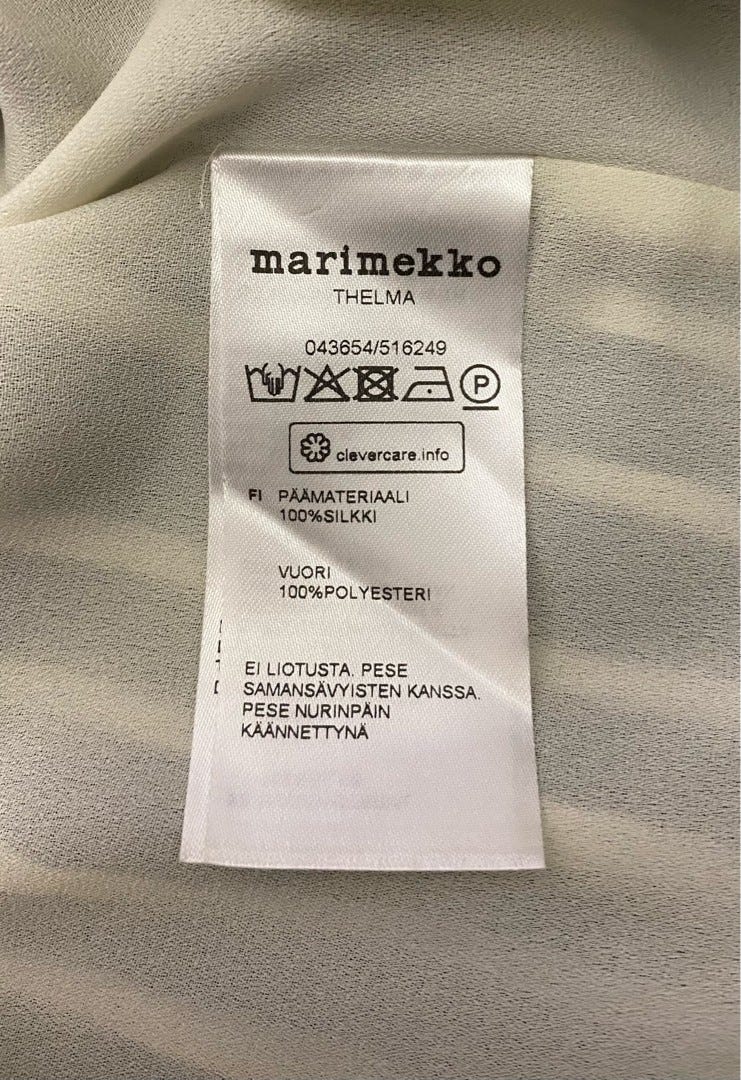 marimekko
THELMA
043654/516249
P
clevercare.info
FI PÄÄMATERIAALI
100%SILKKI
VUORI
100%POLYESTERI
EI LIOTUSTA. PESE
SAMANSÄVYISTEN KANSSA.
PESE NURINPÄIN
KÄÄNNETTYNÄ